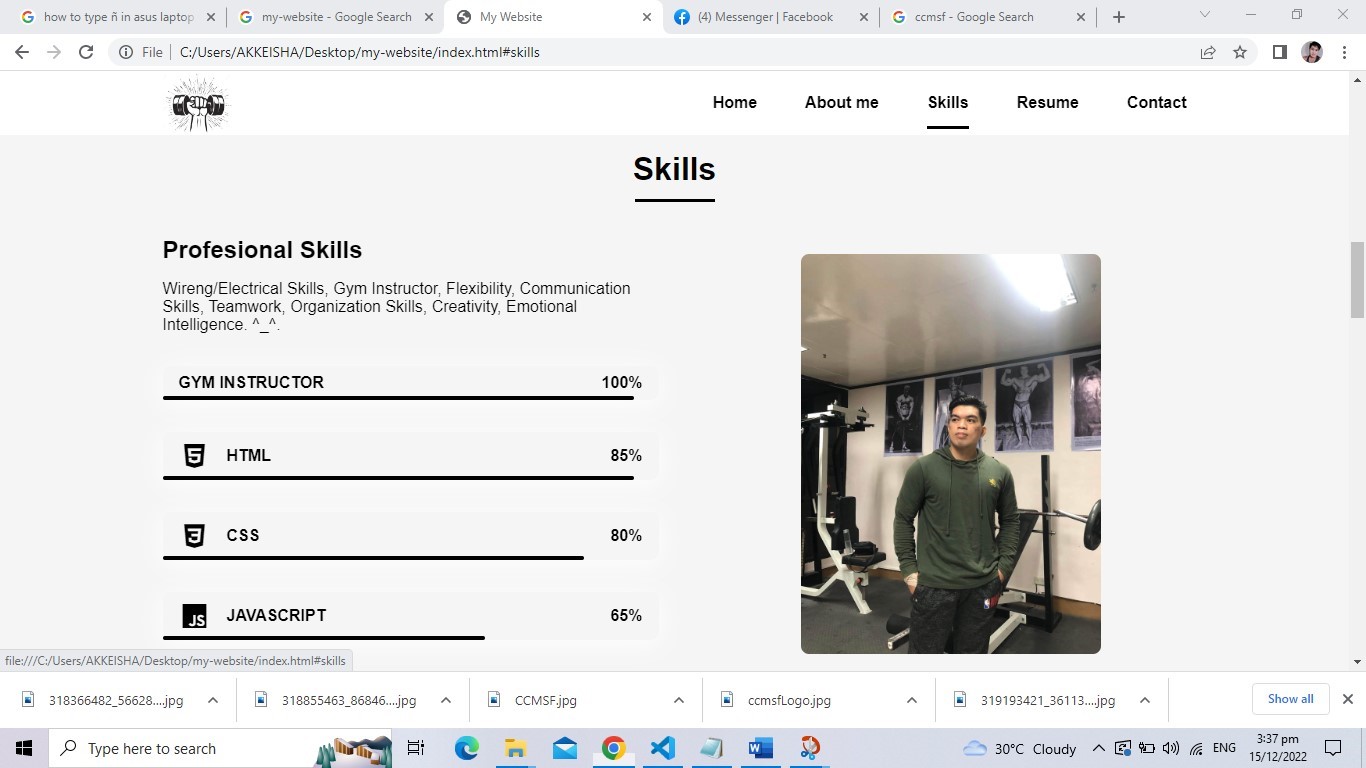 how to type ñ in asus laptop
my-website - Google Search
My Website
(4) Messenger | Facebook
ccmsf - Google Search
File
C:/Users/AKKEISHA/Desktop/my-website/index.html#skills
Home
About me
Skills
Resume
Contact
Skills
Profesional Skills
Wireng/Electrical Skills, Gym Instructor, Flexibility, Communication
Skills, Teamwork, Organization Skills, Creativity, Emotional
Intelligence. ^_^.
GYM INSTRUCTOR 100%
HTML 85%
CSS 80%
JS JAVASCRIPT 65%
file:///C:/Users/AKKEISHA/Desktop/my-website/index.html#skills
318366482_56628....jpg
318855463_86846....jpg
CCMSF.jpg
ccmsfLogo.jpg
319193421_36113....jpg
Show all
Type here to search
30°C Cloudy
ENG
3:37 pm
15/12/2022